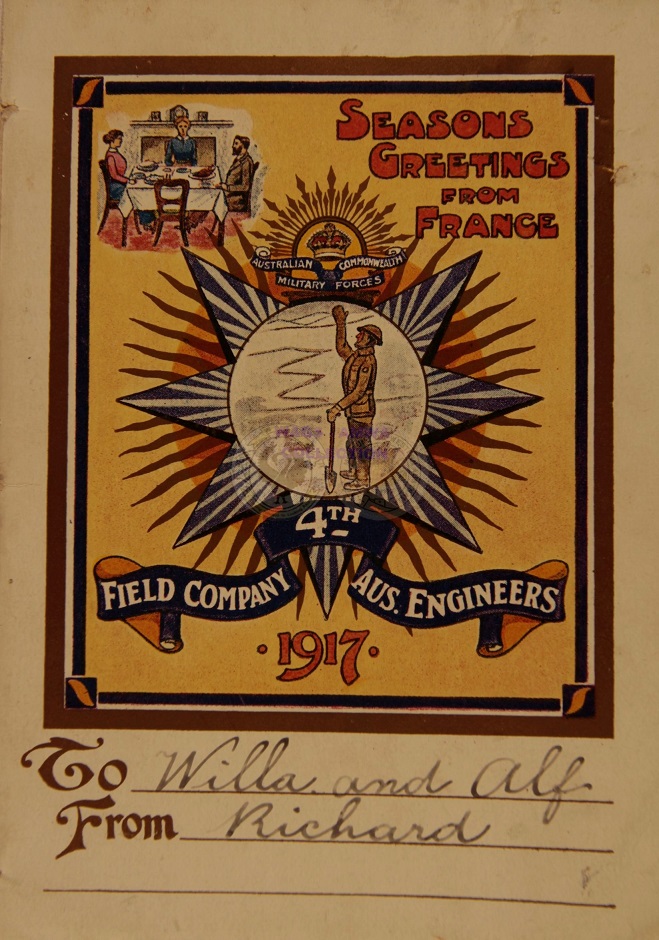 SEASONS
GREETINGS
FROM
FRANCE
AUSTRALIAN COMMONWEALTH
MILITARY FORCES
4TH
FIELD COMPANY AUS. ENGINEERS
·1917·
To Willa and Alf
From Richard